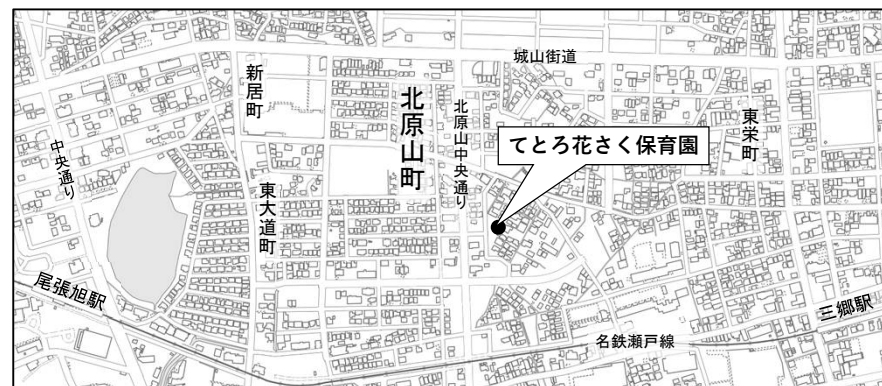 城山街道
新居町
北原山町
北原山中央通り
東栄町
てとろ花さく保育園
中央通り
東大道町
尾張旭駅
三郷駅
名鉄瀬戸線